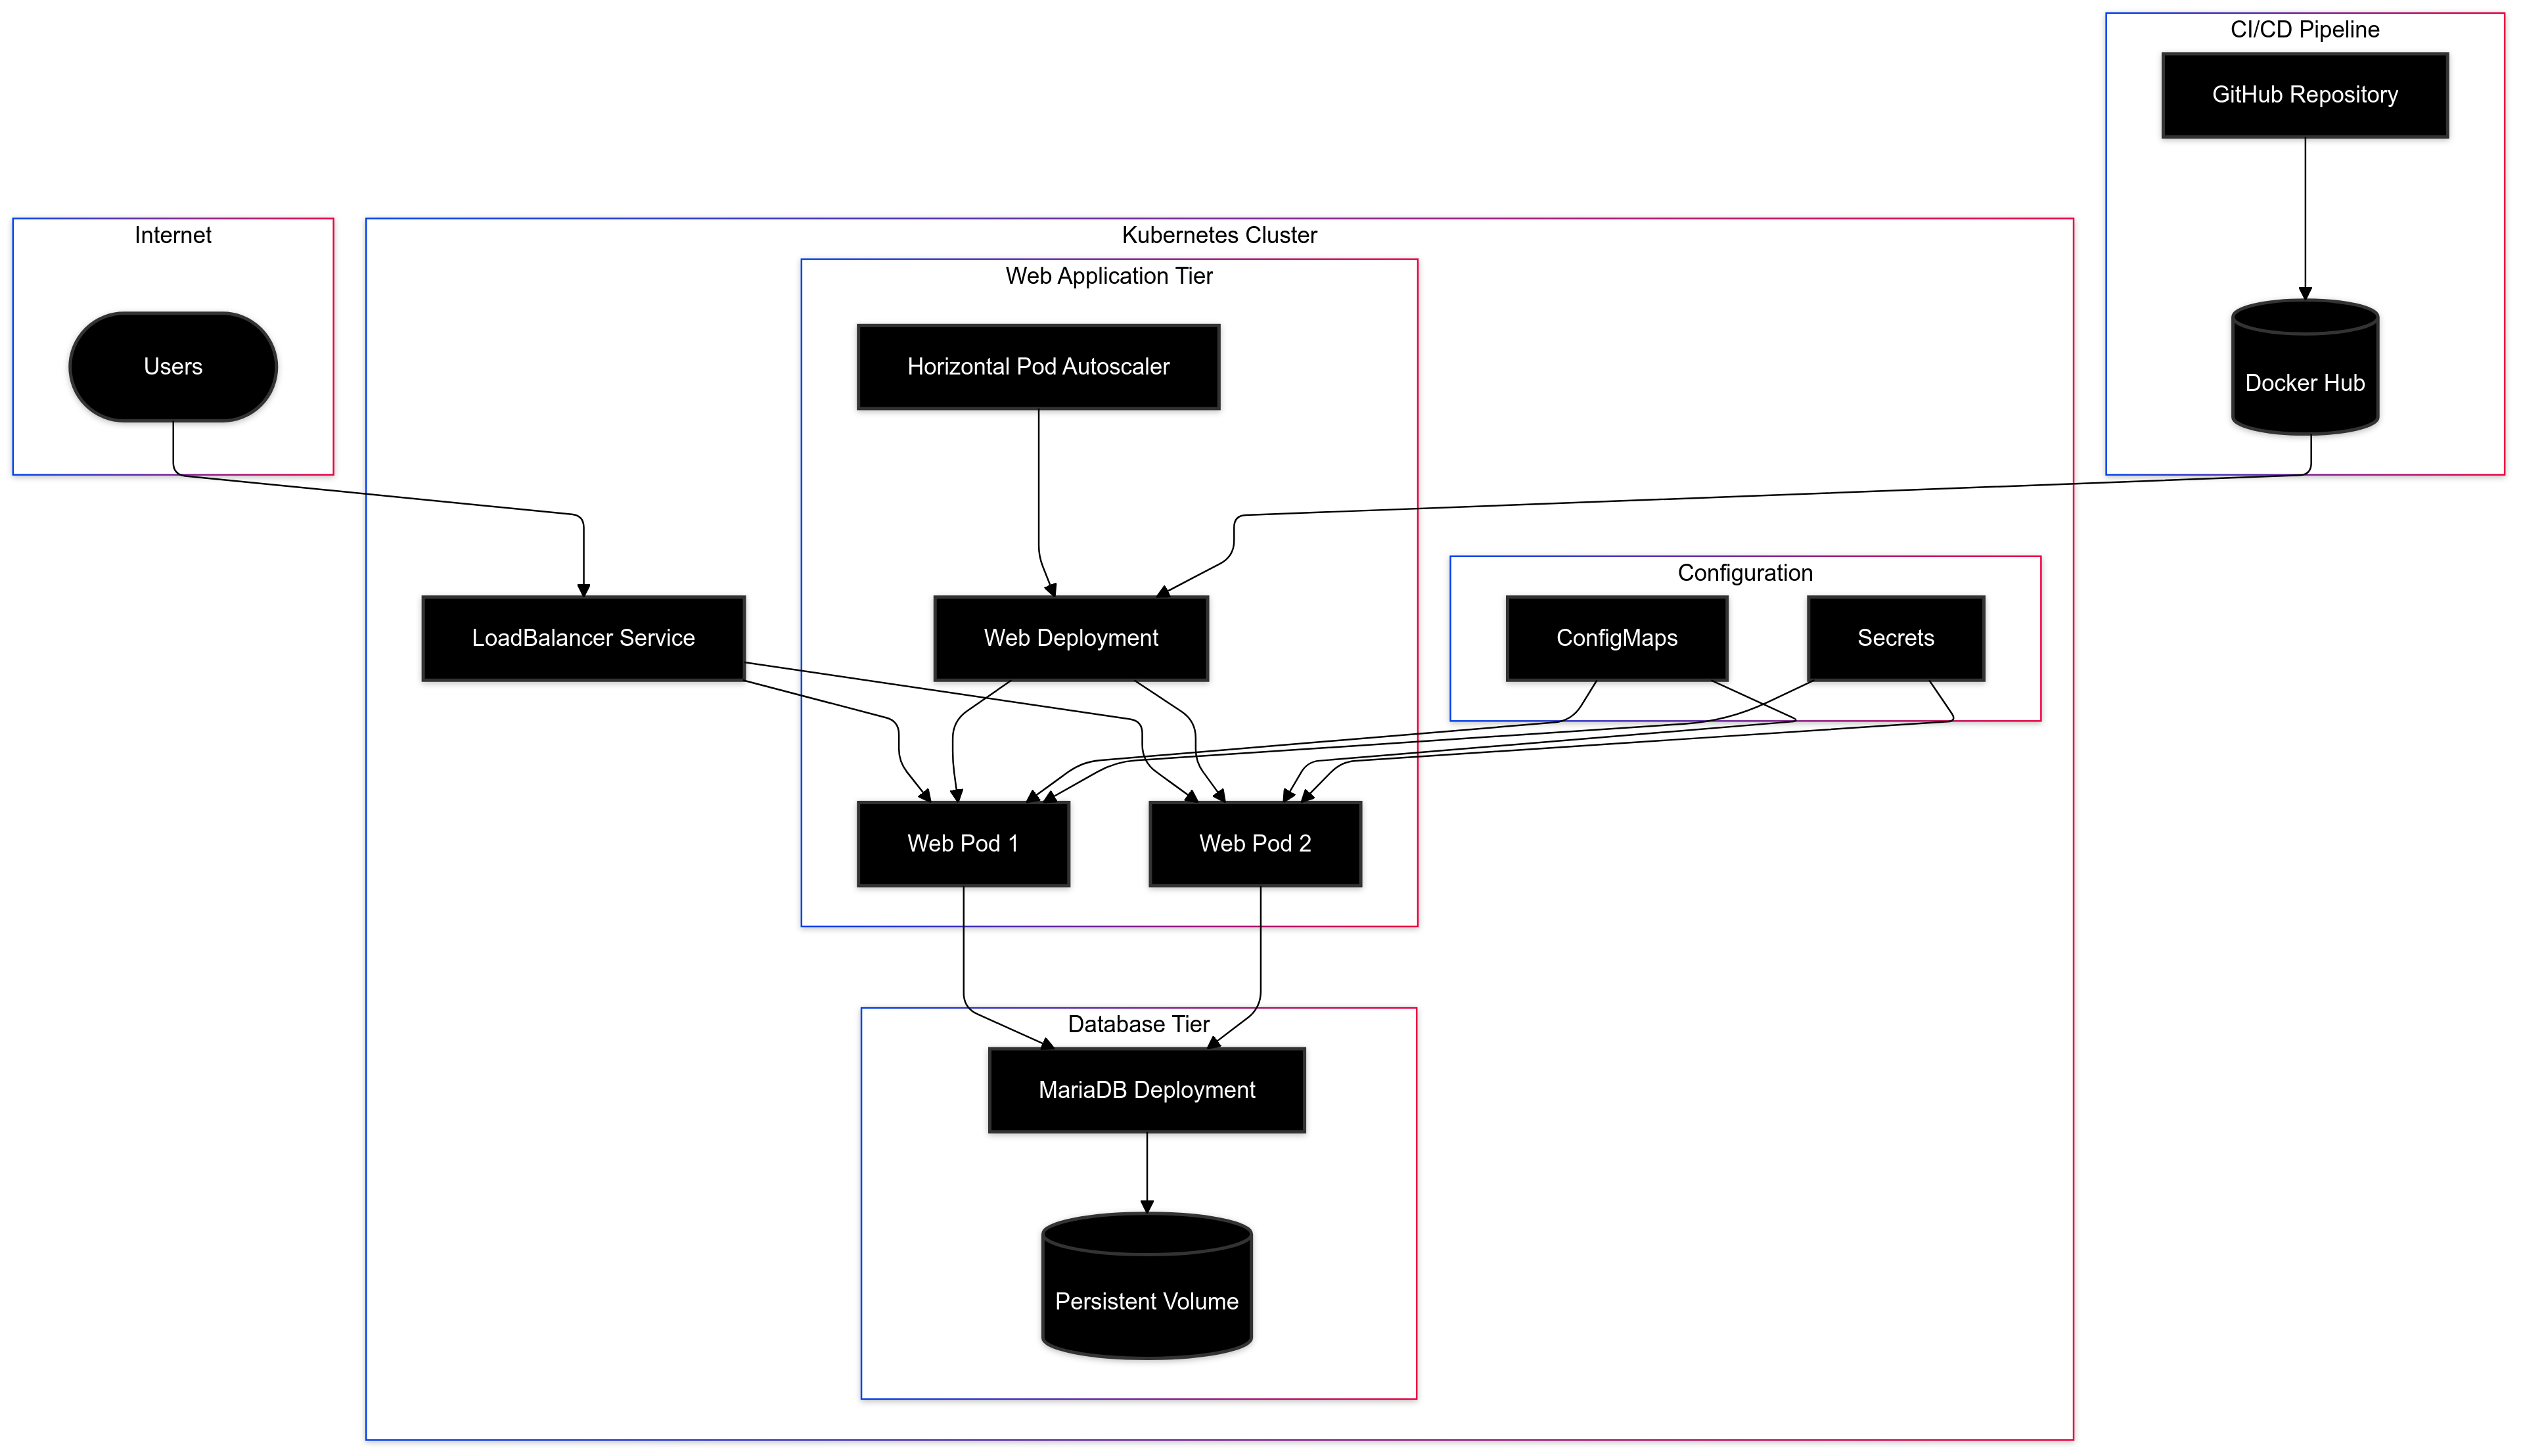 CI/CD Pipeline
GitHub Repository
Internet
Kubernetes Cluster
Web Application Tier
Users
Horizontal Pod Autoscaler
Docker Hub
Configuration
LoadBalancer Service
Web Deployment
ConfigMaps
Secrets
Web Pod 1
Web Pod 2
Database Tier
MariaDB Deployment
Persistent Volume